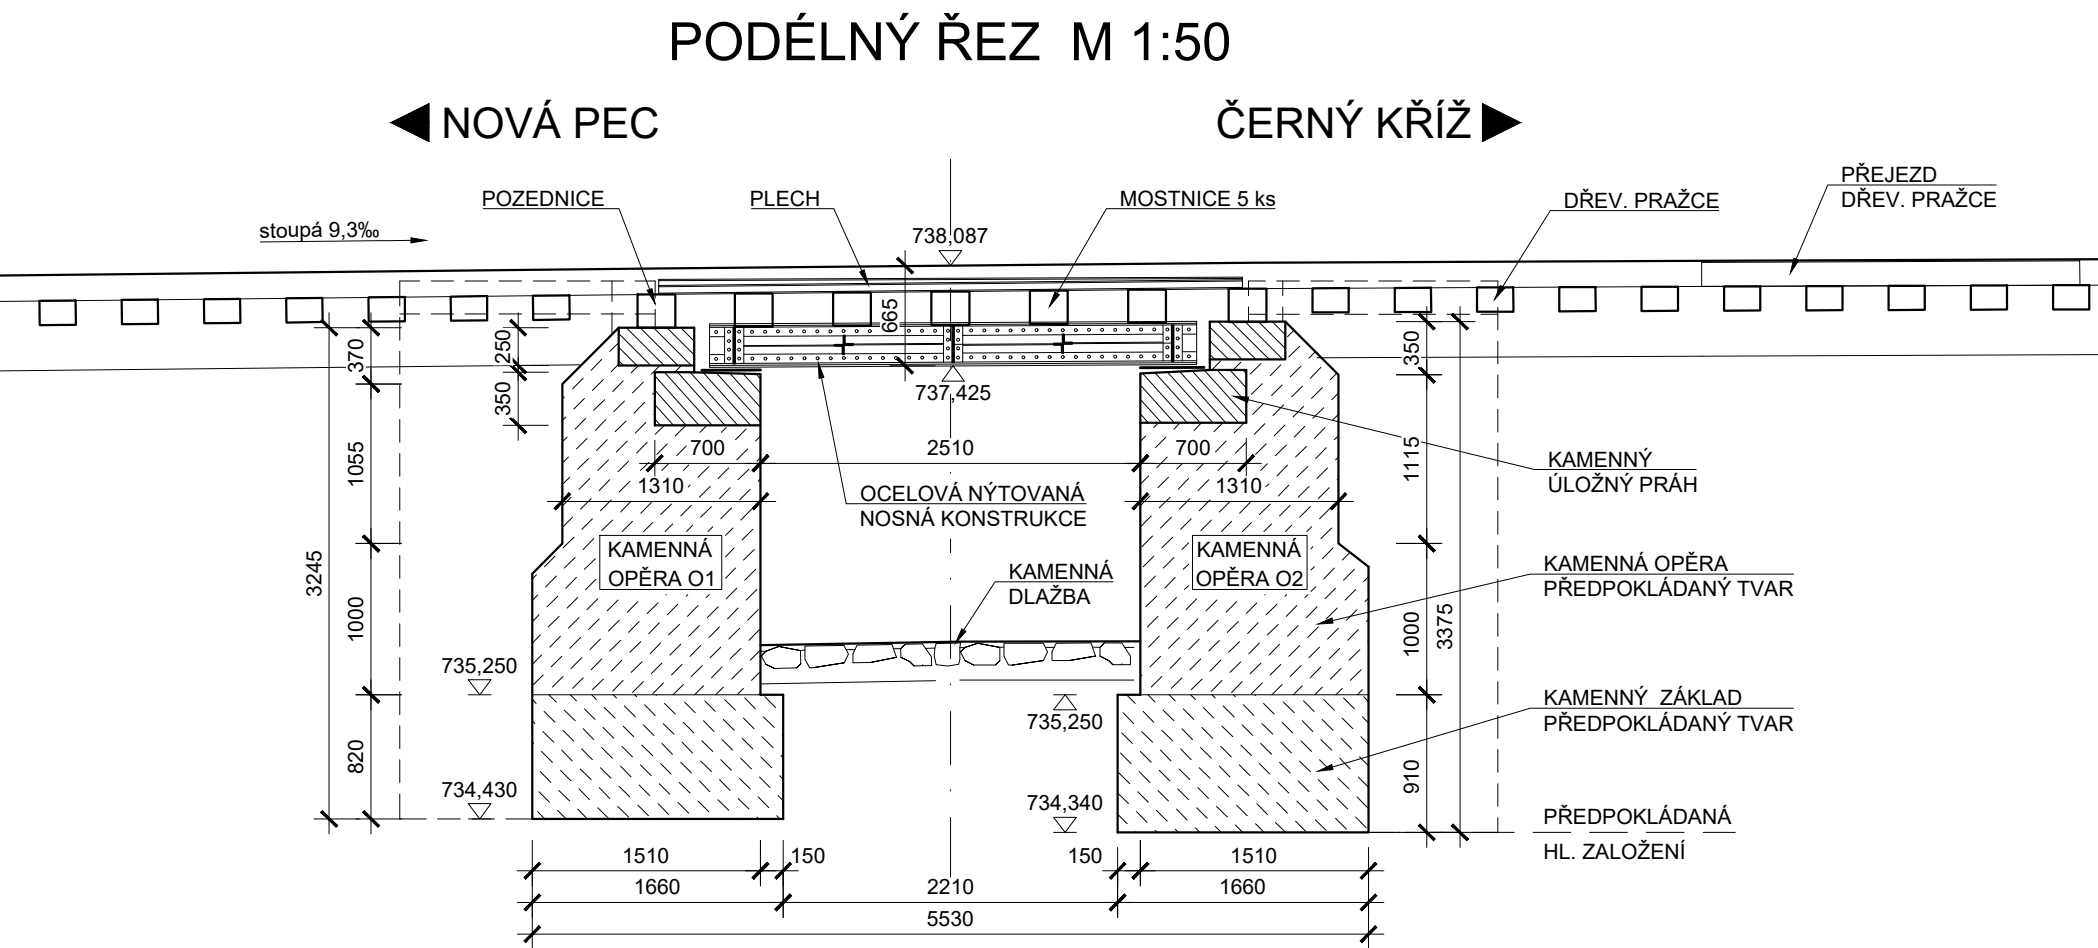 PODÉLNÝ ŘEZ M 1:50
NOVÁ PEC
ČERNÝ KŘÍŽ
POZEDNICE
PLECH
MOSTNICE 5 ks
DŘEV. PRAŽCE
PŘEJEZD
DŘEV. PRAŽCE
stoupá 9,3‰
738,087
665
737,425
370
250
350
350
1055
1115
700
2510
700
1310
1310
OCELOVÁ NÝTOVANÁ
NOSNÁ KONSTRUKCE
KAMENNÝ
ÚLOŽNÝ PRÁH
KAMENNÁ
OPĚRA O1
KAMENNÁ
OPĚRA O2
KAMENNÁ
DLAŽBA
KAMENNÁ OPĚRA
PŘEDPOKLÁDANÝ TVAR
3245
1000
1000
3375
735,250
735,250
KAMENNÝ ZÁKLAD
PŘEDPOKLÁDANÝ TVAR
820
910
734,430
734,340
PŘEDPOKLÁDANÁ
HL. ZALOŽENÍ
1510
150
150
1510
1660
2210
1660
5530